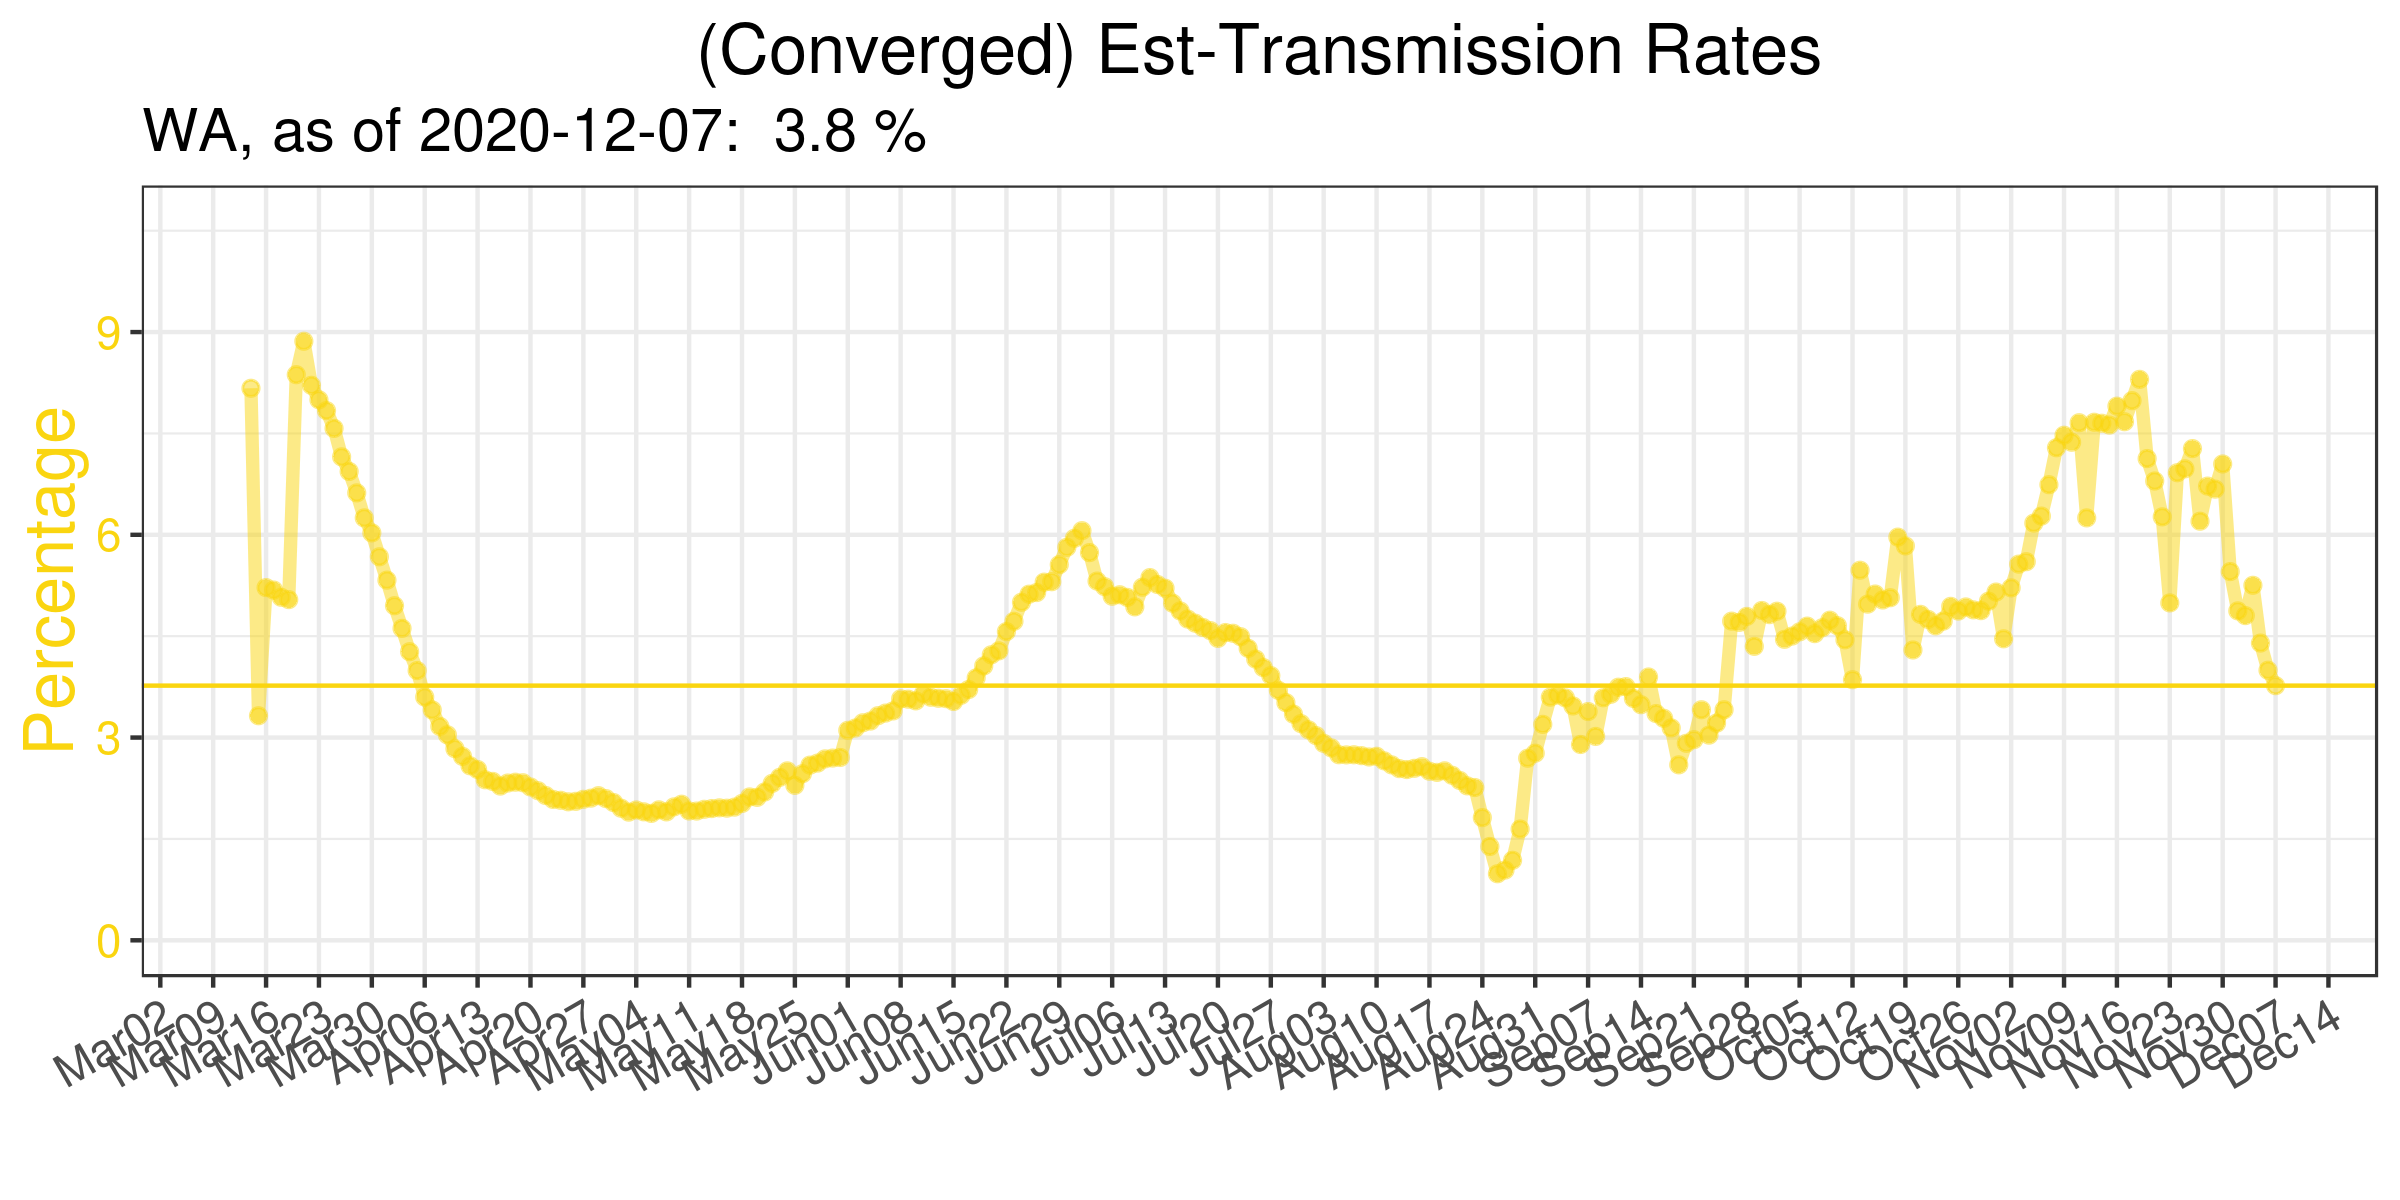 (Converged) Est-Transmission Rates
WA, as of 2020-12-07:  3.8 %
Percentage
9
6
3
0
Mar02
Mar09
Mar16
Mar23
Mar30
Apr06
Apr13
Apr20
Apr27
May04
May11
May18
May25
Jun01
Jun08
Jun15
Jun22
Jun29
Jul06
Jul13
Jul20
Jul27
Aug03
Aug10
Aug17
Aug24
Aug31
Sep07
Sep14
Sep21
Sep28
Oct05
Oct12
Oct19
Oct26
Nov02
Nov09
Nov16
Nov23
Nov30
Dec07
Dec14